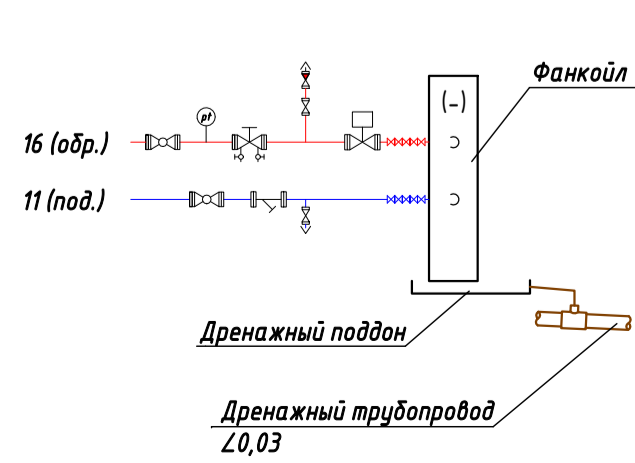 Фанкойл
(-)
pt
16 (обр.)
11 (под.)
Дренажный поддон
Дренажный трубопровод
∠0,03